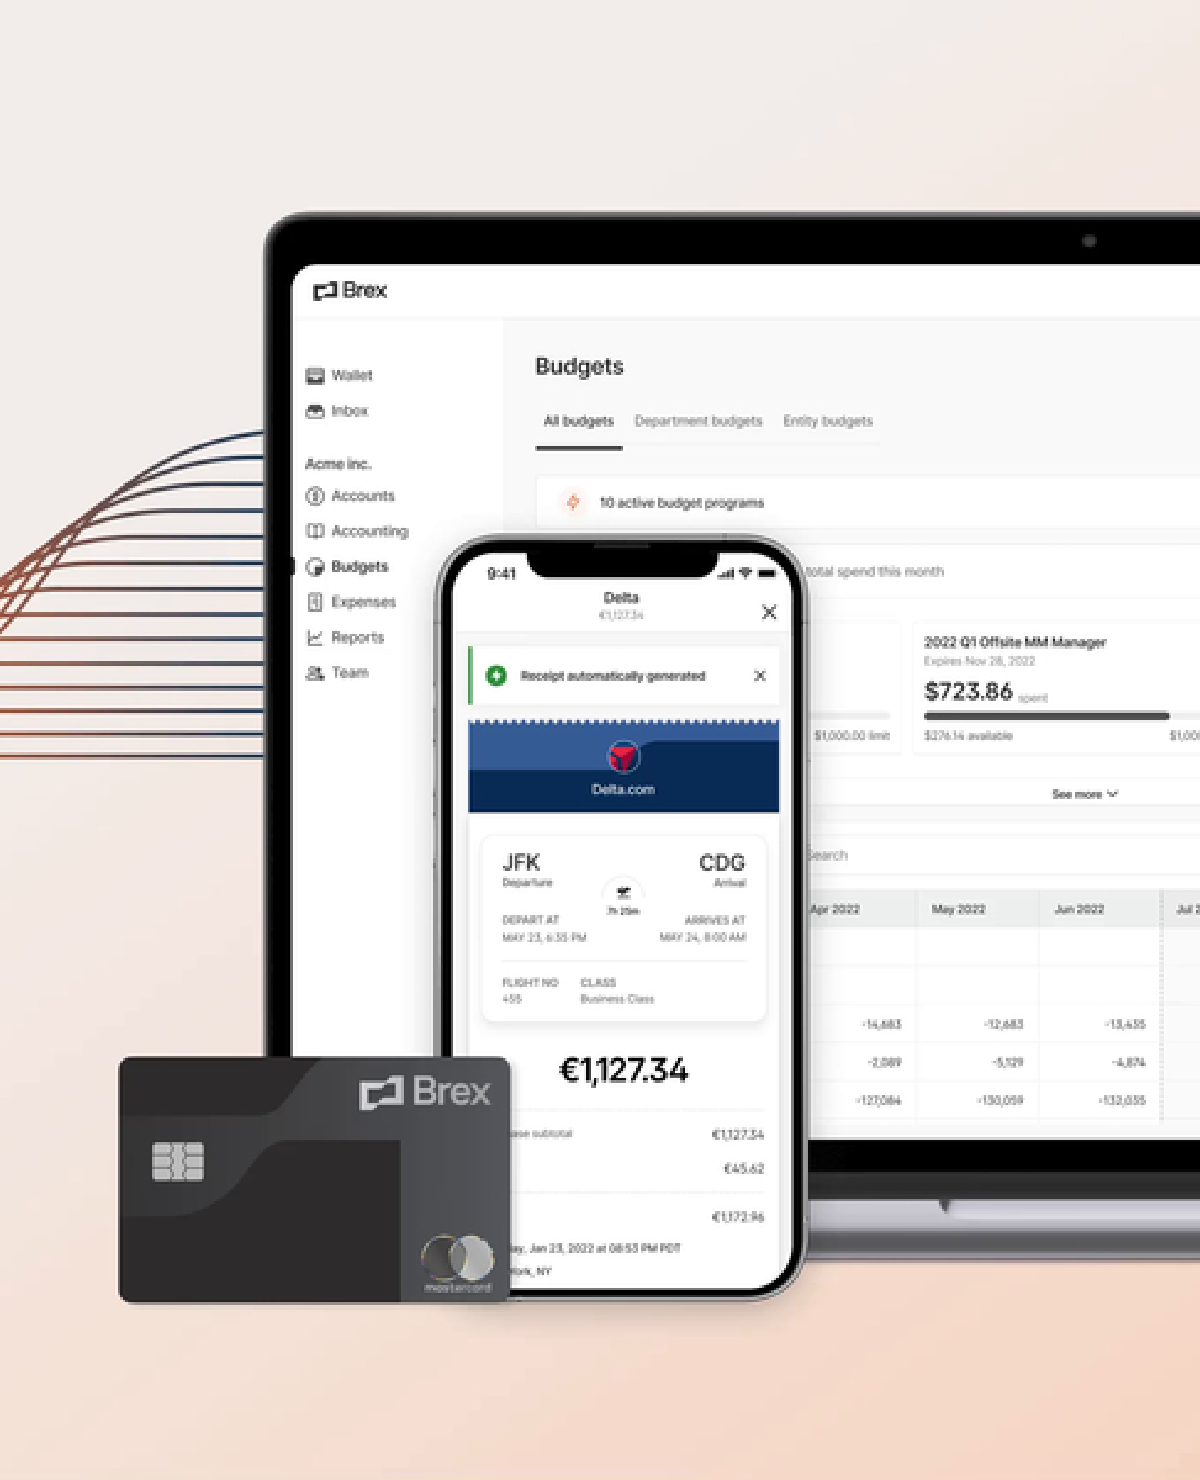 Brex
Wallet
Inbox
Acme inc.
Accounts
Accounting
Budgets
Expenses
Reports
Team
Budgets
All budgets Department budgets Entity budgets
10 active budget programs
total spend this month
2022 Q1 Offsite MM Manager
Expires Nov 28, 2022
$723.86 spent
$1,000.00 limit
$276.14 available
See more
Search
Apr 2022 May 2022 Jun 2022 Jul
-14,683 -12,683 -13,435
-2,089 -5,129 -4,874
-127,084 -130,059 -132,035
9:41
Delta
€1,127.34
Receipt automatically generated
Delta.com
JFK CDG
Departure Arrival
7h 25m
DEPART AT ARRIVES AT
MAY 23, 6:35 PM MAY 24, 8:00 AM
FLIGHT NO CLASS
455 Business Class
€1,127.34
subtotal €1,127.34
€45.62
€1,172.96
Jan 23, 2022 at 08:53 PM PDT
NY
Brex
mastercard